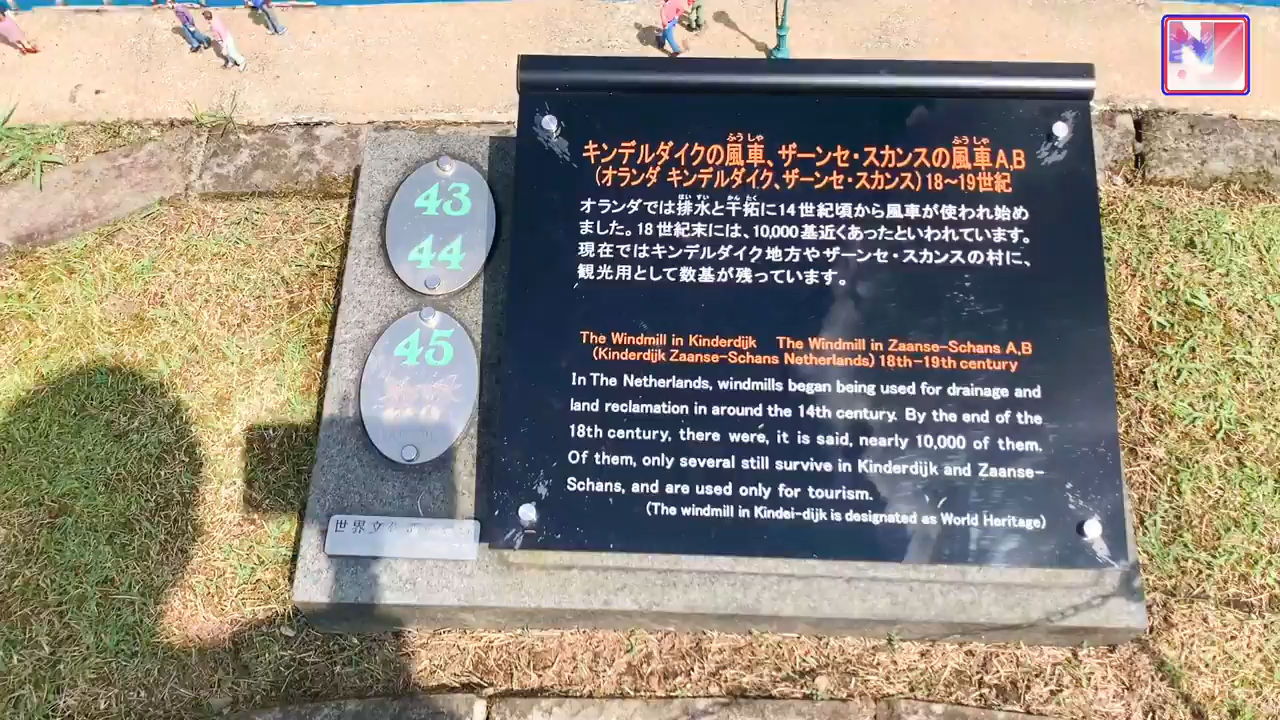 43
44
45
世界文化
キンデルダイクの風車、ザーンセ・スカンスの風車A,B
(オランダ キンデルダイク、ザーンセ・スカンス) 18〜19世紀
オランダでは排水と干拓に14世紀頃から風車が使われ始め
ました。18世紀末には、10,000基近くあったといわれています。
現在ではキンデルダイク地方やザーンセ・スカンスの村に、
観光用として数基が残っています。
The Windmill in Kinderdijk The Windmill in Zaanse-Schans A,B
(Kinderdijk Zaanse-Schans Netherlands) 18th-19th century
In The Netherlands, windmills began being used for drainage and
land reclamation in around the 14th century. By the end of the
18th century, there were, it is said, nearly 10,000 of them.
Of them, only several still survive in Kinderdijk and Zaanse-
Schans, and are used only for tourism.
(The windmill in Kindei-dijk is designated as World Heritage)